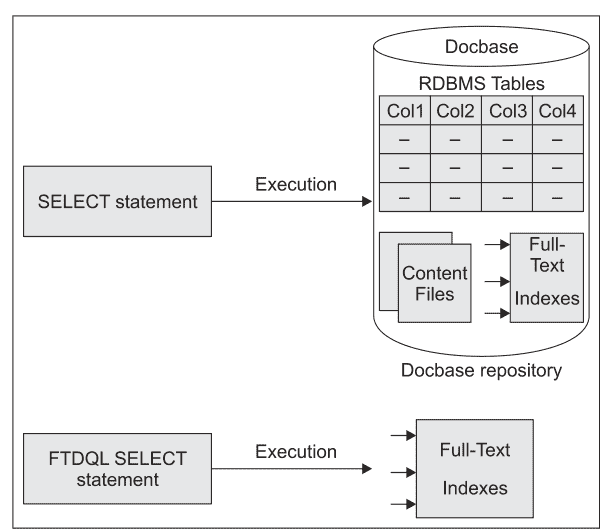 Docbase
RDBMS Tables
Col1 Col2 Col3 Col4
– – – –
– – – –
– – – –
SELECT statement
Execution
Content
Files
Full-
Text
Indexes
Docbase repository
FTDQL SELECT
statement
Execution
Full-Text
Indexes